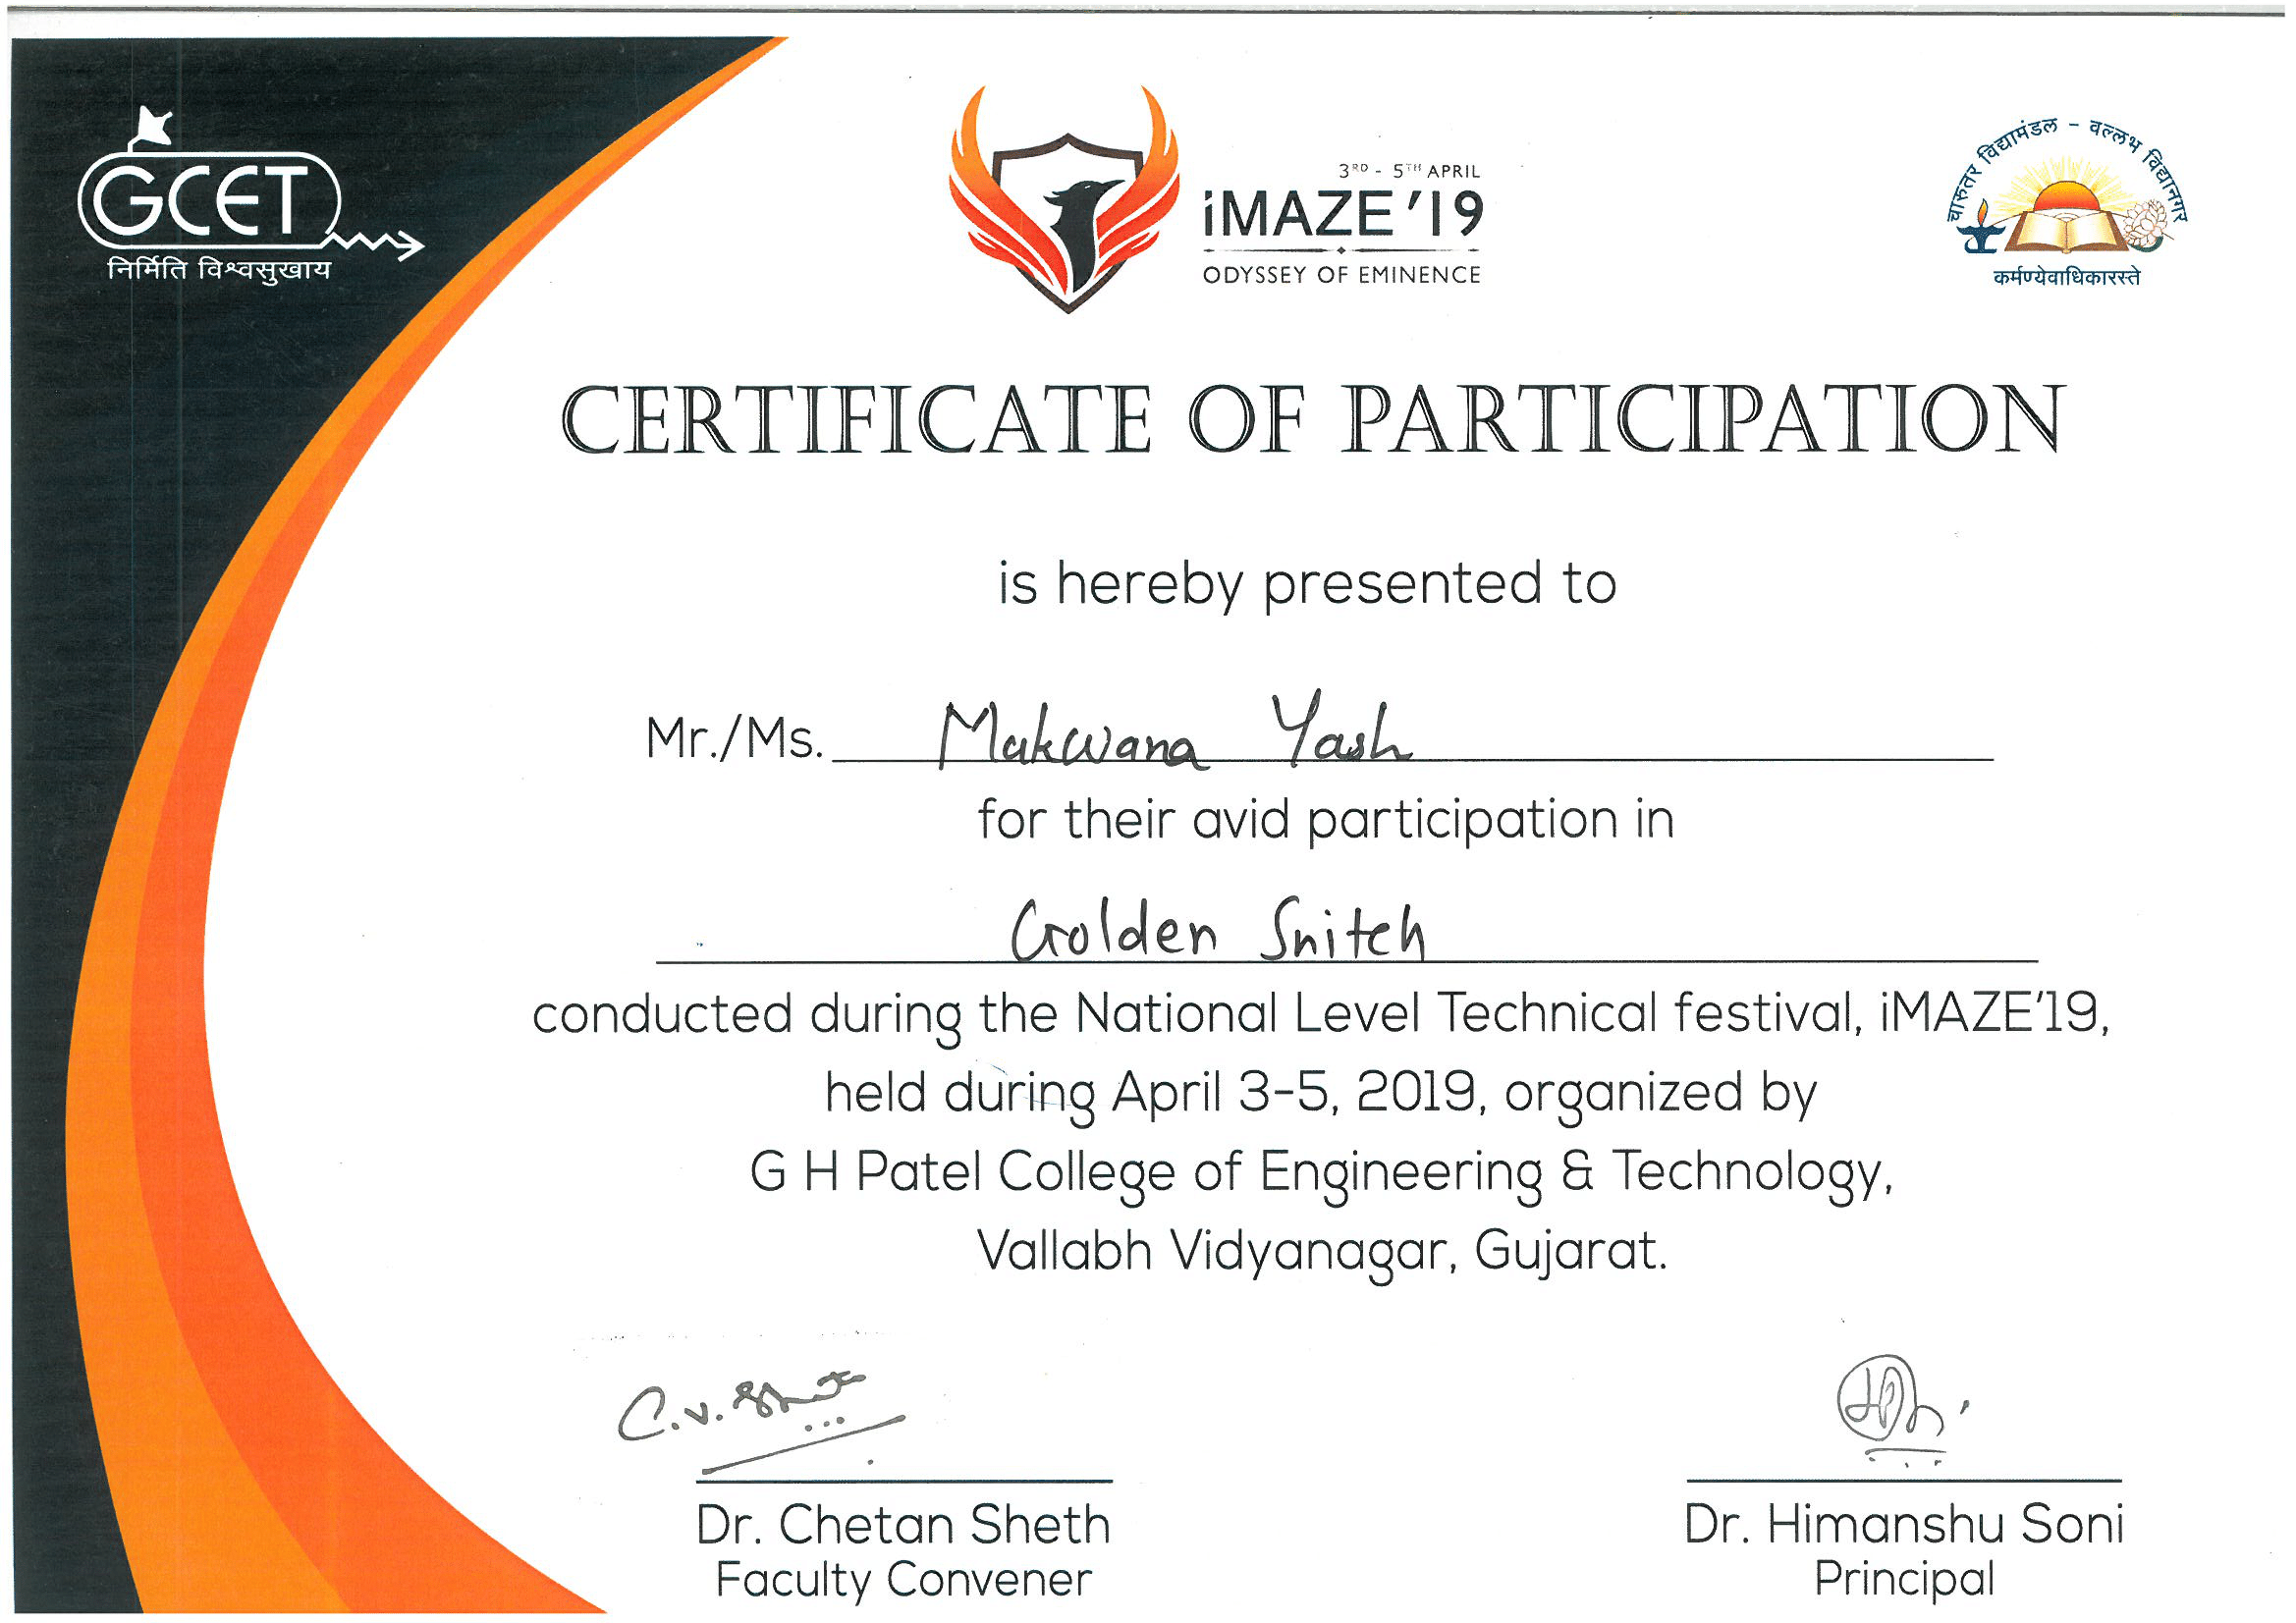 GCET
निर्मिति विश्वसुखाय
3RD - 5TH APRIL
iMAZE'19
ODYSSEY OF EMINENCE
चारुतर विद्यामंडल - वल्लभ विद्यानगर
कर्मण्येवाधिकारस्ते
CERTIFICATE OF PARTICIPATION
is hereby presented to
Mr./Ms. Makwana Yash
for their avid participation in
Golden Snitch
conducted during the National Level Technical festival, iMAZE'19,
held during April 3-5, 2019, organized by
G H Patel College of Engineering & Technology,
Vallabh Vidyanagar, Gujarat.
C.V. Sheth
Dr. Chetan Sheth
Faculty Convener
Dr. Himanshu Soni
Principal